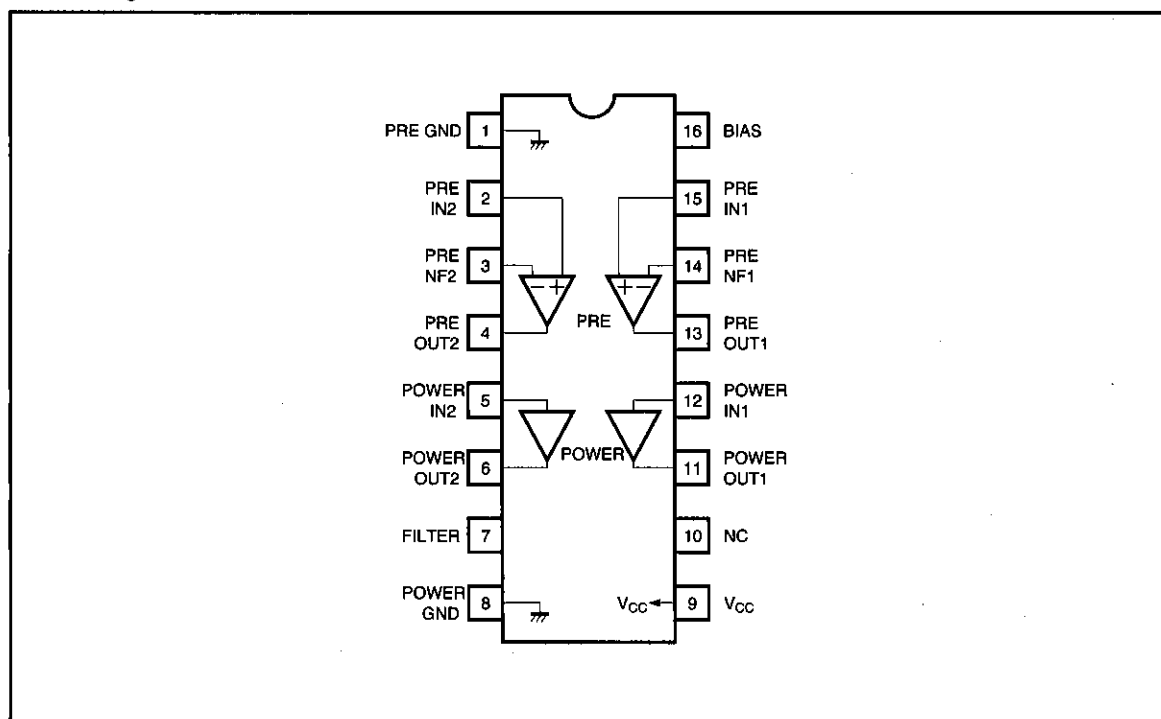 PRE GND 1 16 BIAS
PRE IN2 2 15 PRE IN1
PRE NF2 3 − + + − 14 PRE NF1
PRE OUT2 4 PRE 13 PRE OUT1
POWER IN2 5 12 POWER IN1
POWER OUT2 6 POWER 11 POWER OUT1
FILTER 7 10 NC
POWER GND 8 VCC 9 VCC